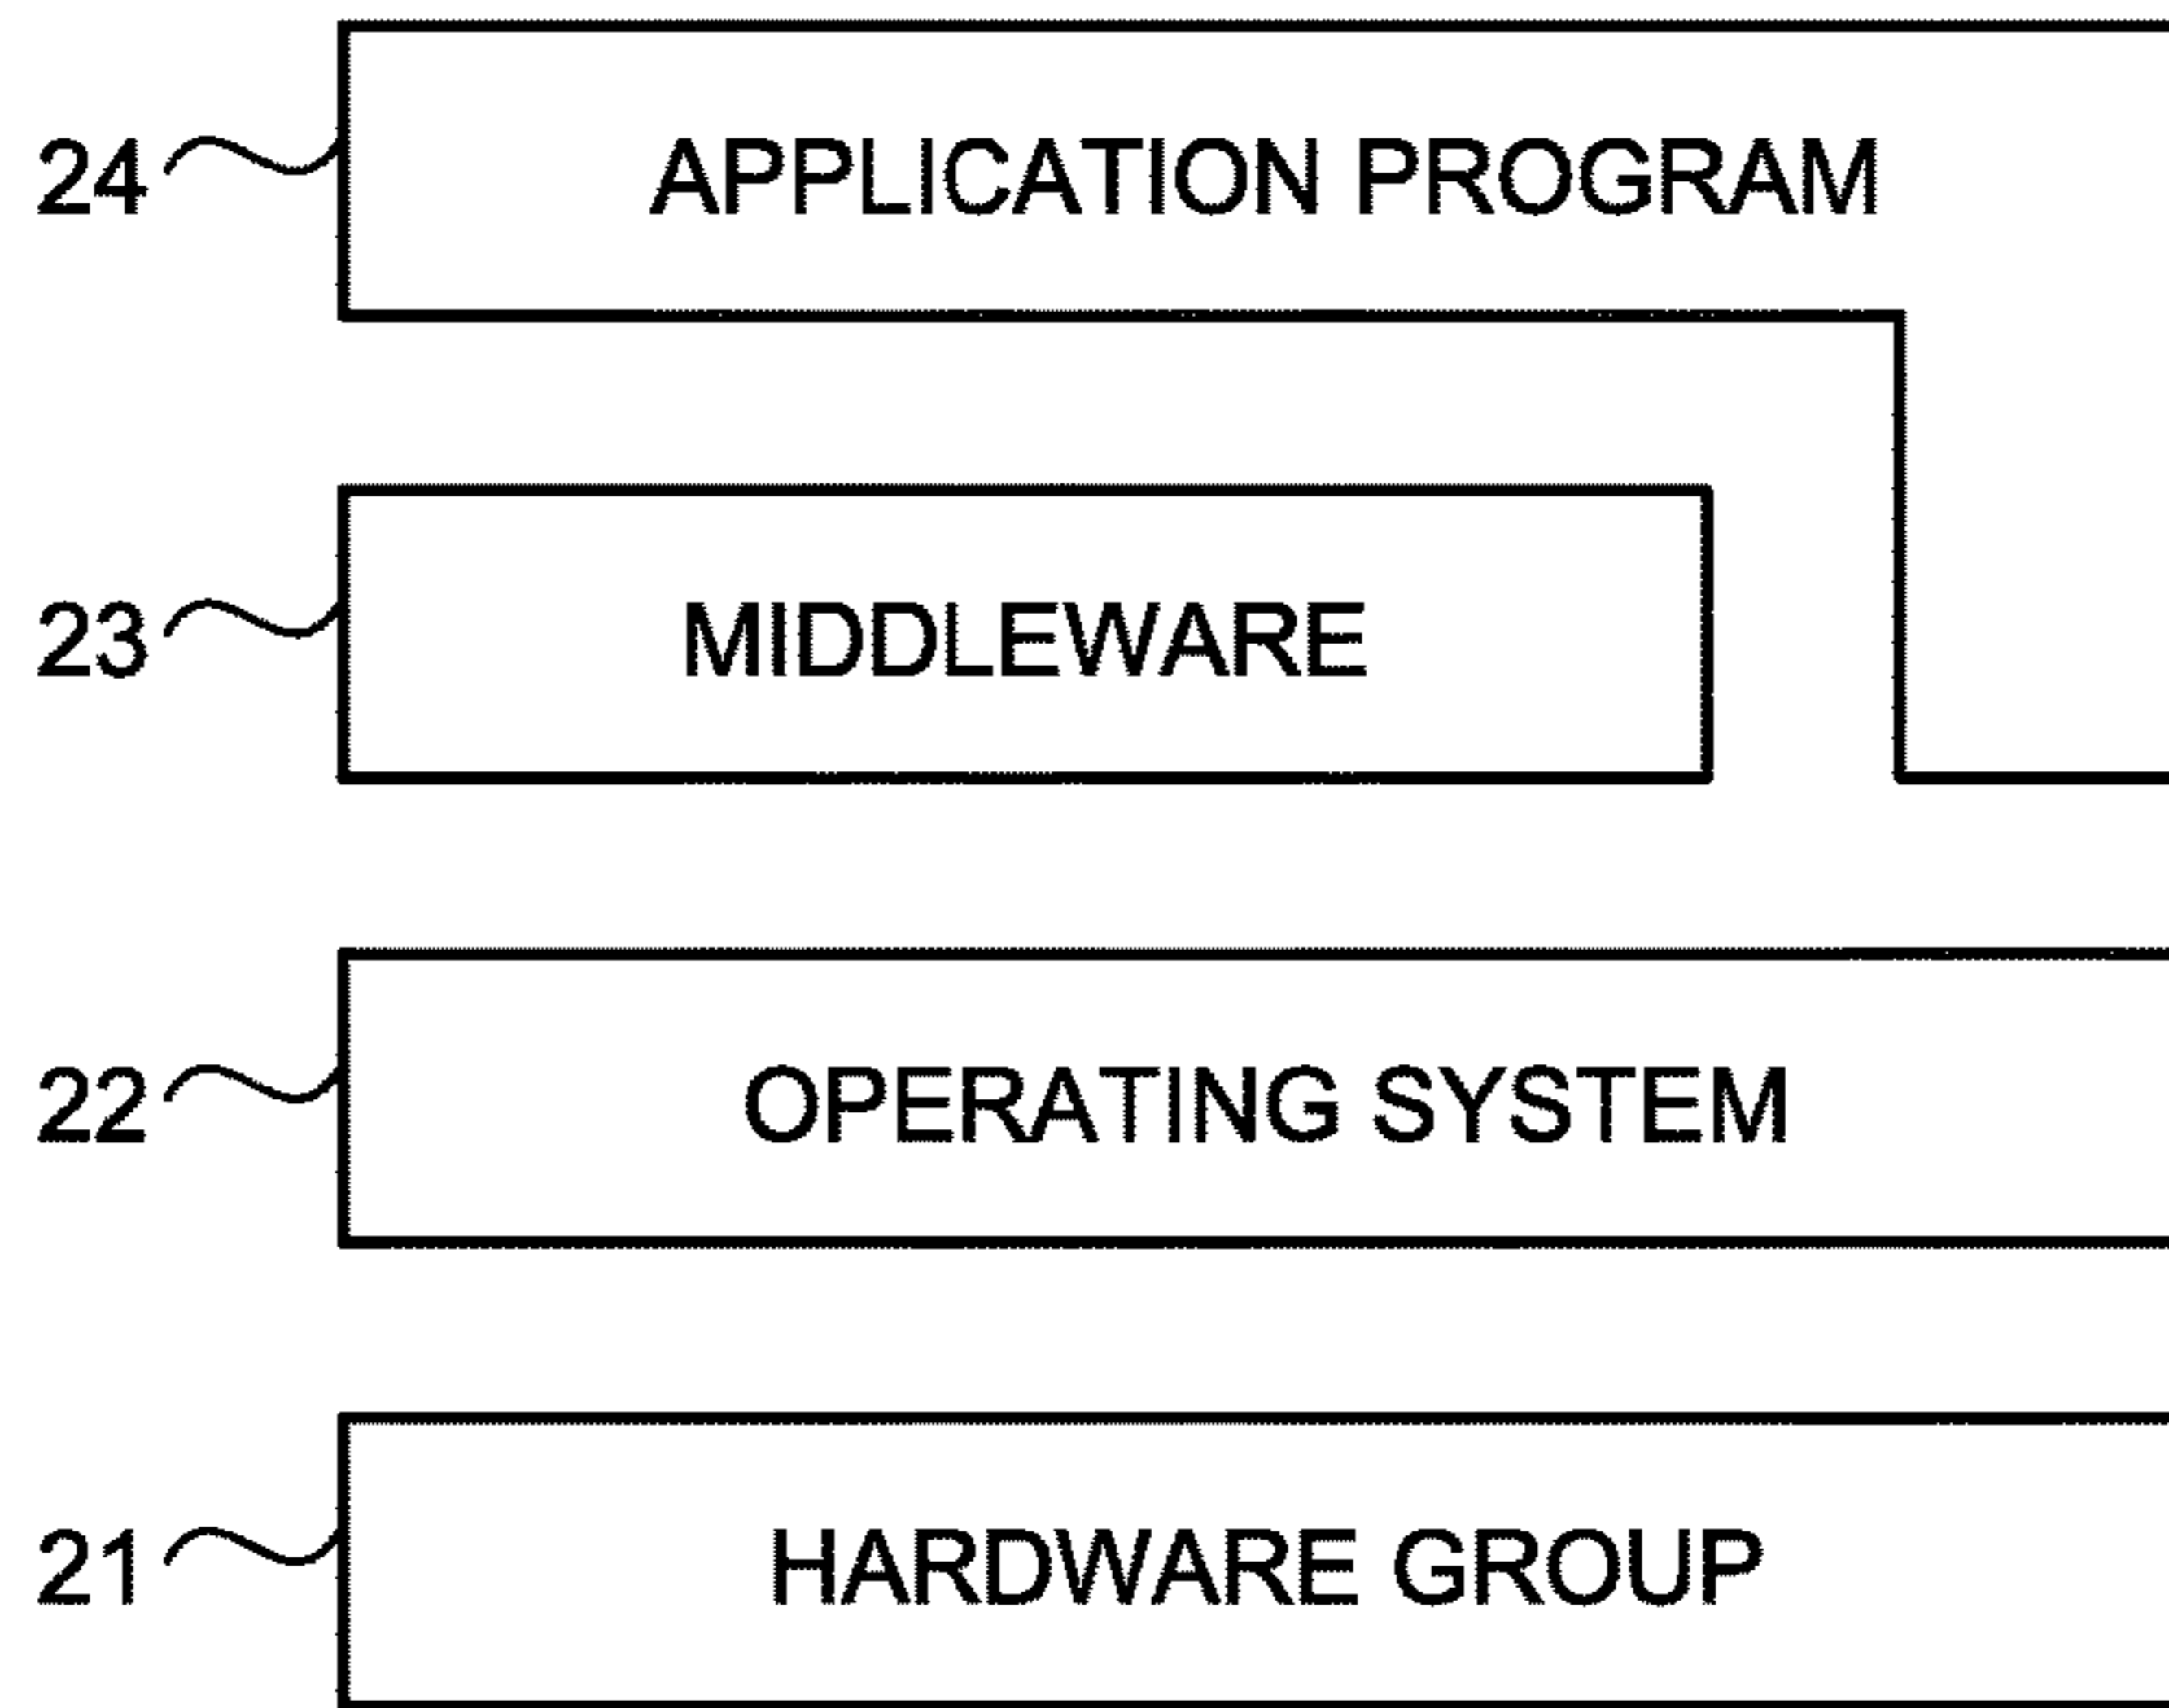 24 APPLICATION PROGRAM
23 MIDDLEWARE
22 OPERATING SYSTEM
21 HARDWARE GROUP